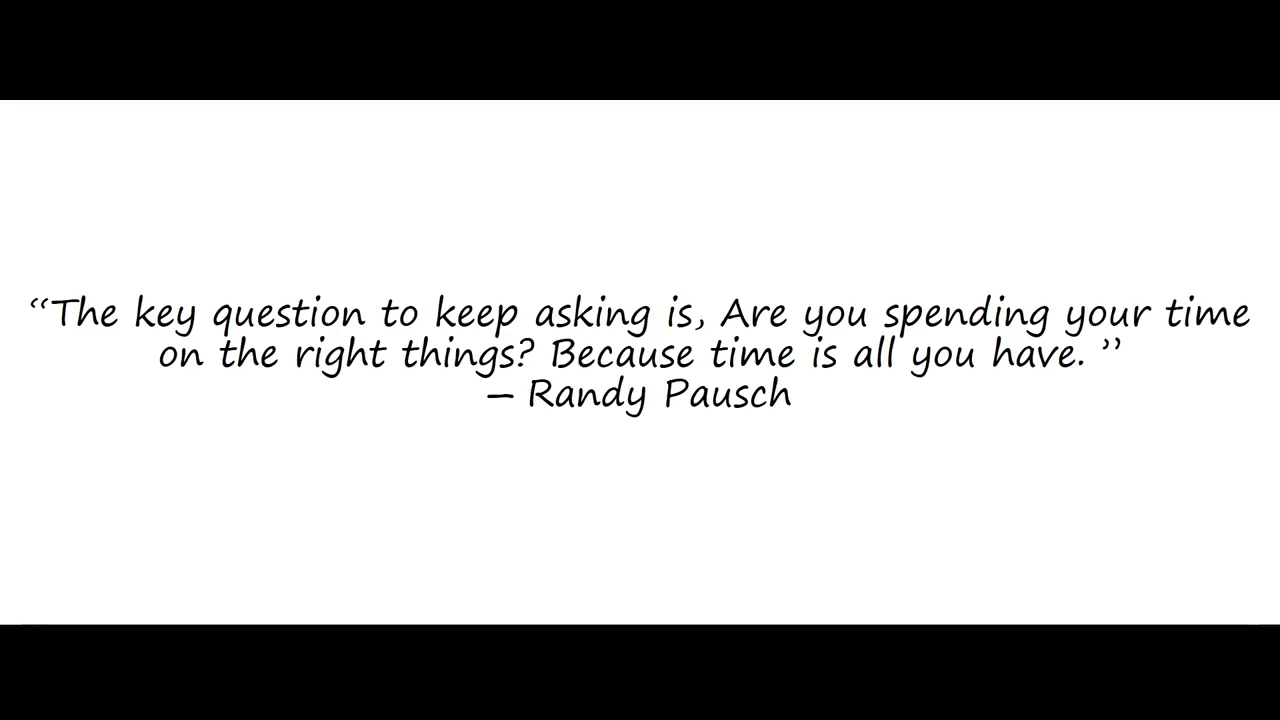 “The key question to keep asking is, Are you spending your time
on the right things? Because time is all you have. ”
– Randy Pausch